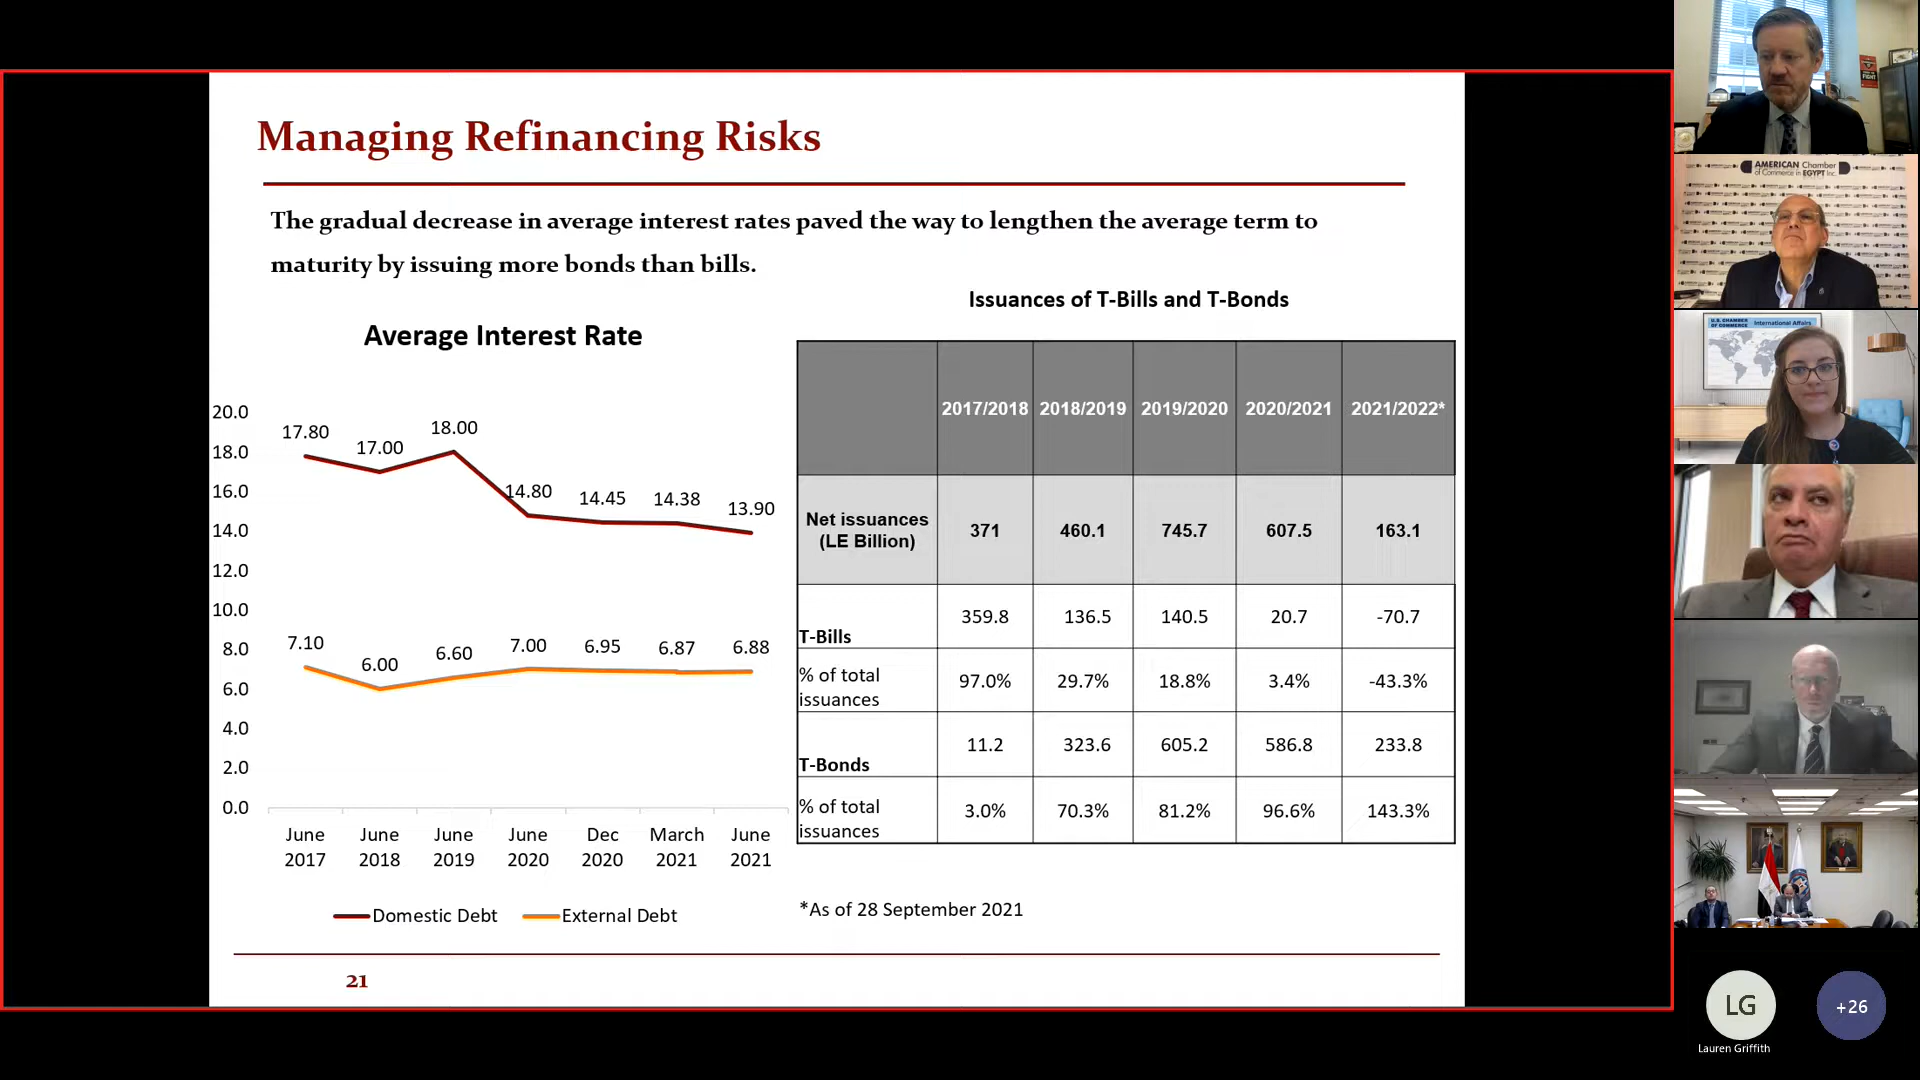 Managing Refinancing Risks
The gradual decrease in average interest rates paved the way to lengthen the average term to
maturity by issuing more bonds than bills.
Average Interest Rate
20.0
18.0
16.0
14.0
12.0
10.0
8.0
6.0
4.0
2.0
0.0
17.80 17.00 18.00 14.80 14.45 14.38 13.90
7.10 6.00 6.60 7.00 6.95 6.87 6.88
June 2017
June 2018
June 2019
June 2020
Dec 2020
March 2021
June 2021
Domestic Debt External Debt
Issuances of T-Bills and T-Bonds
2017/2018 2018/2019 2019/2020 2020/2021 2021/2022*
Net issuances
(LE Billion) 371 460.1 745.7 607.5 163.1
T-Bills 359.8 136.5 140.5 20.7 -70.7
% of total
issuances 97.0% 29.7% 18.8% 3.4% -43.3%
T-Bonds 11.2 323.6 605.2 586.8 233.8
% of total
issuances 3.0% 70.3% 81.2% 96.6% 143.3%
*As of 28 September 2021
21
FIGHT
AMERICAN Chamber
of Commerce in EGYPT Inc.
U.S. CHAMBER
OF COMMERCE International Affairs
LG
Lauren Griffith
+26